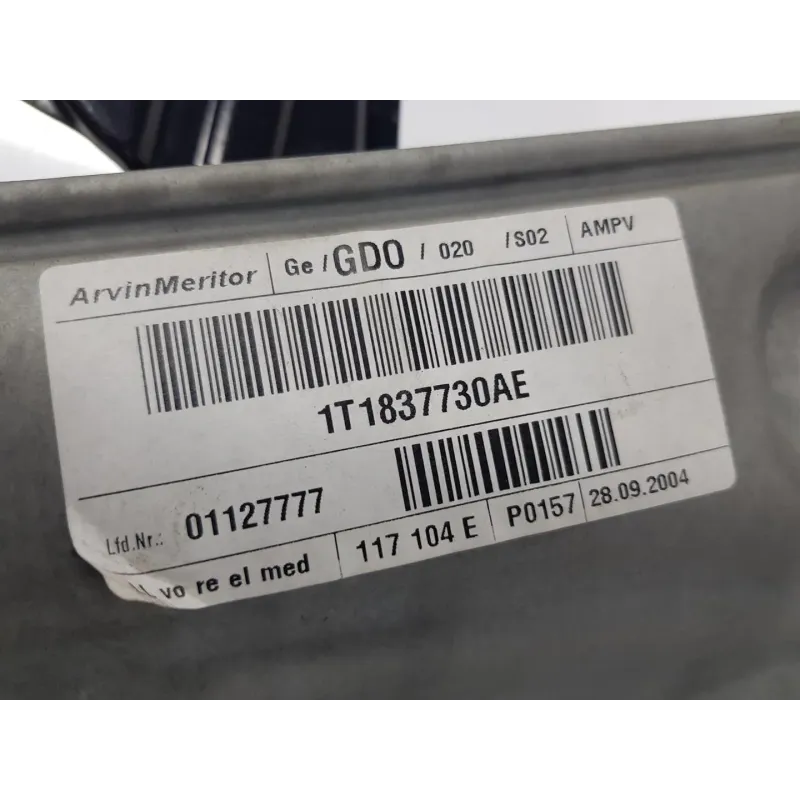 ArvinMeritor Ge/GDO / 020 /S02 AMPV
1T1837730AE
Lfd.Nr.: 01127777
vo re el med 117 104 E P0157 28.09.2004